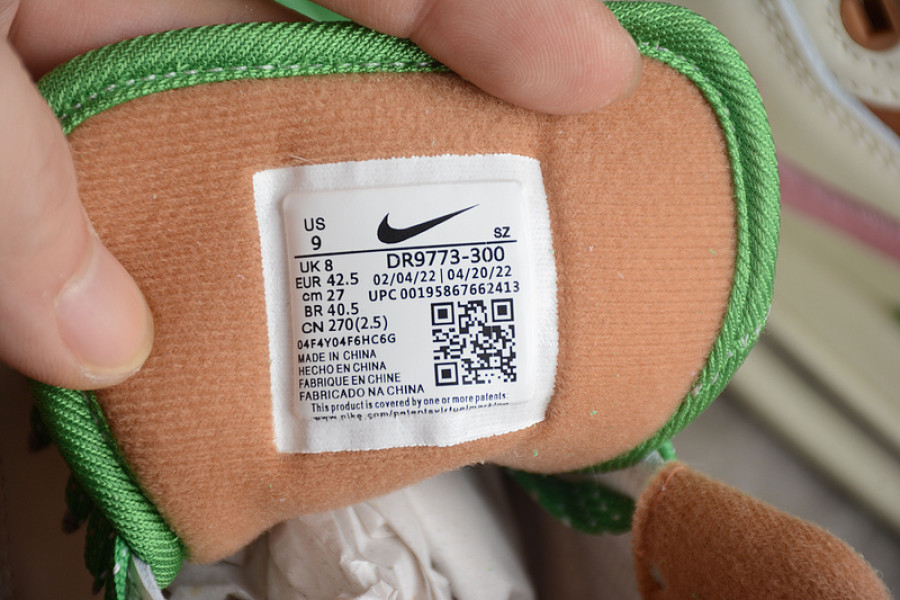 US
9
SZ
UK 8
EUR 42.5
cm 27
BR 40.5
CN 270(2.5)
DR9773-300
02/04/22 | 04/20/22
UPC 00195867662413
04F4Y04F6HC6G
MADE IN CHINA
HECHO EN CHINA
FABRIQUE EN CHINE
FABRICADO NA CHINA
This product is covered by one or more patents: